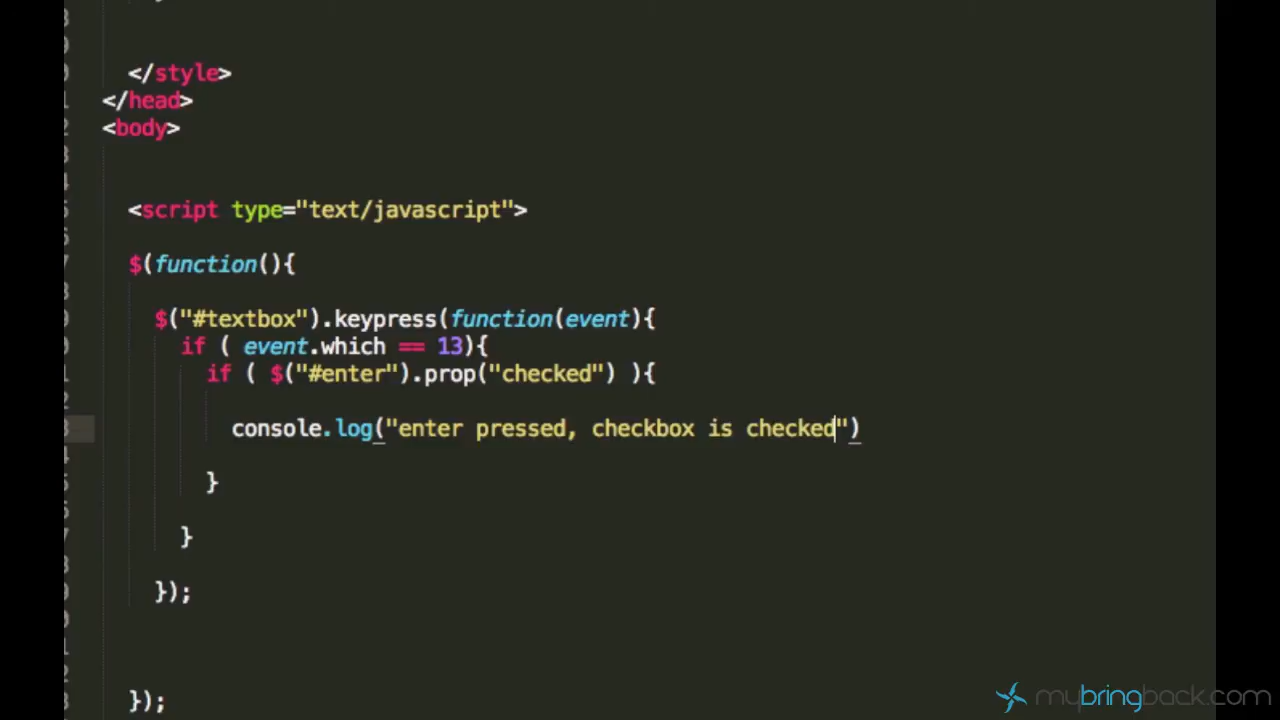 </style>
</head>
<body>
<script type="text/javascript">
$(function(){
$("#textbox").keypress(function(event){
if ( event.which == 13){
if ( $("#enter").prop("checked") ){
console.log("enter pressed, checkbox is checked")
}
}
});
});
mybringback.com